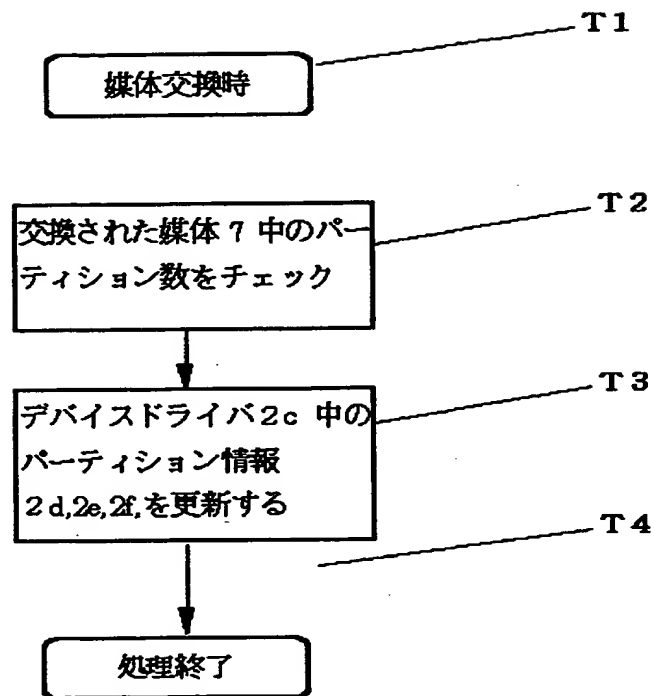 T1
媒体交換時
T2
交換された媒体7 中のパー
ティション数をチェック
T3
デバイスドライバ2c 中の
パーティション情報
2d,2e,2f,を更新する
T4
処理終了